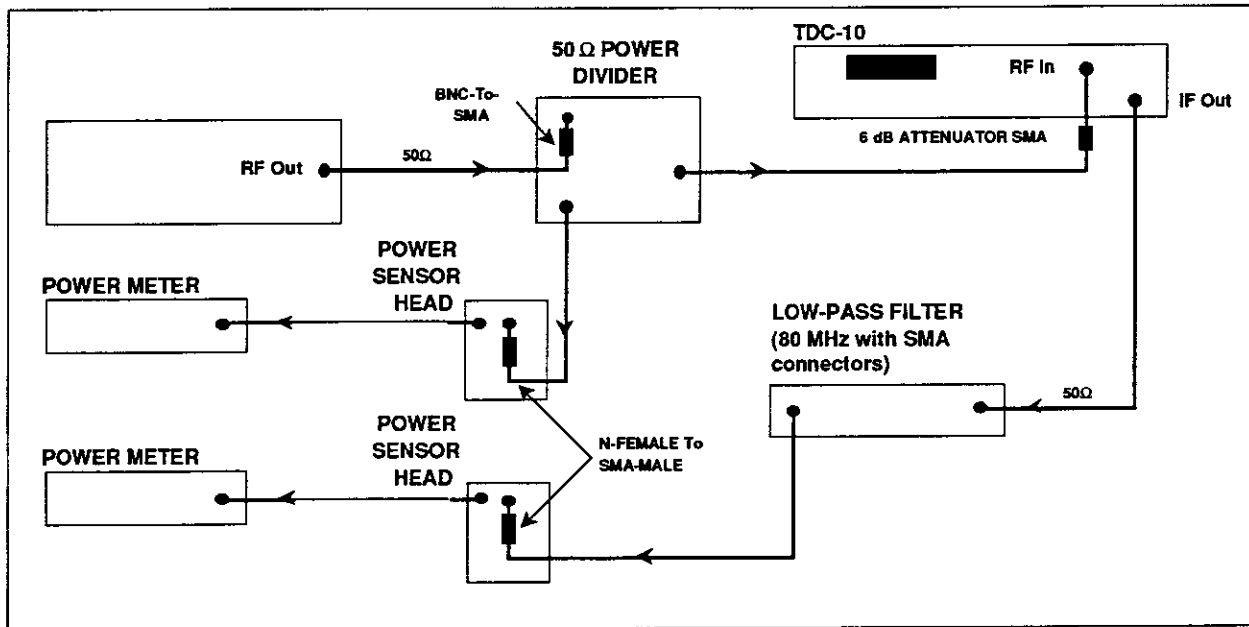 TDC-10
50 Ω POWER
DIVIDER
RF In
BNC-To-
SMA
IF Out
6 dB ATTENUATOR SMA
RF Out
50Ω
POWER
SENSOR
HEAD
POWER METER
LOW-PASS FILTER
(80 MHz with SMA
connectors)
50Ω
POWER
SENSOR
HEAD
N-FEMALE To
SMA-MALE
POWER METER